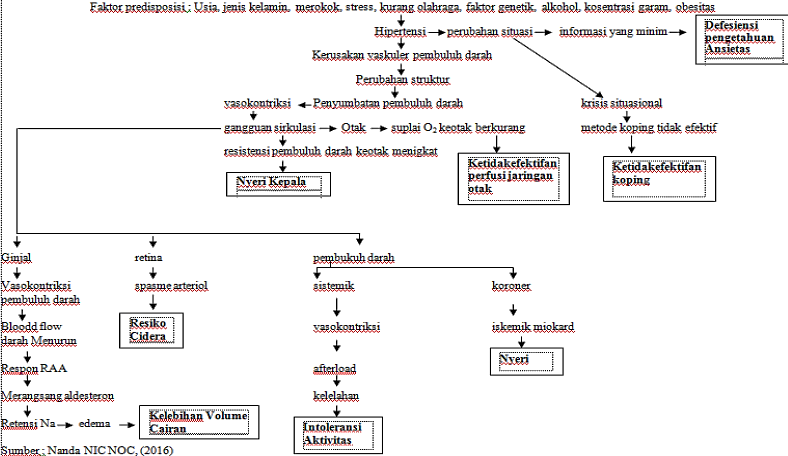 Faktor predisposisi : Usia, jenis kelamin, merokok, stress, kurang olahraga, faktor genetik, alkohol, kosentrasi garam, obesitas
Hipertensi perubahan situasi informasi yang minim
Defesiensi
pengetahuan
Ansietas
Kerusakan vaskuler pembuluh darah
Perubahan struktur
vasokontriksi Penyumbatan pembuluh darah krisis situasional
gangguan sirkulasi Otak suplai O2 keotak berkurang metode koping tidak efektif
resistensi pembuluh darah keotak menigkat
Nyeri Kepala
Ketidakefektifan
perfusi jaringan
otak
Ketidakefektifan
koping
Ginjal retina pembukuh darah
Vasokontriksi
pembuluh darah
spasme arteriol sistemik koroner
Bloodd flow
darah Menurun
Resiko
Cidera
vasokontriksi iskemik miokard
Nyeri
Respon RAA afterload
Merangsang aldesteron kelelahan
Retensi Na edema
Kelebihan Volume
Cairan
Intoleransi
Aktivitas
Sumber : Nanda NIC NOC, (2016)